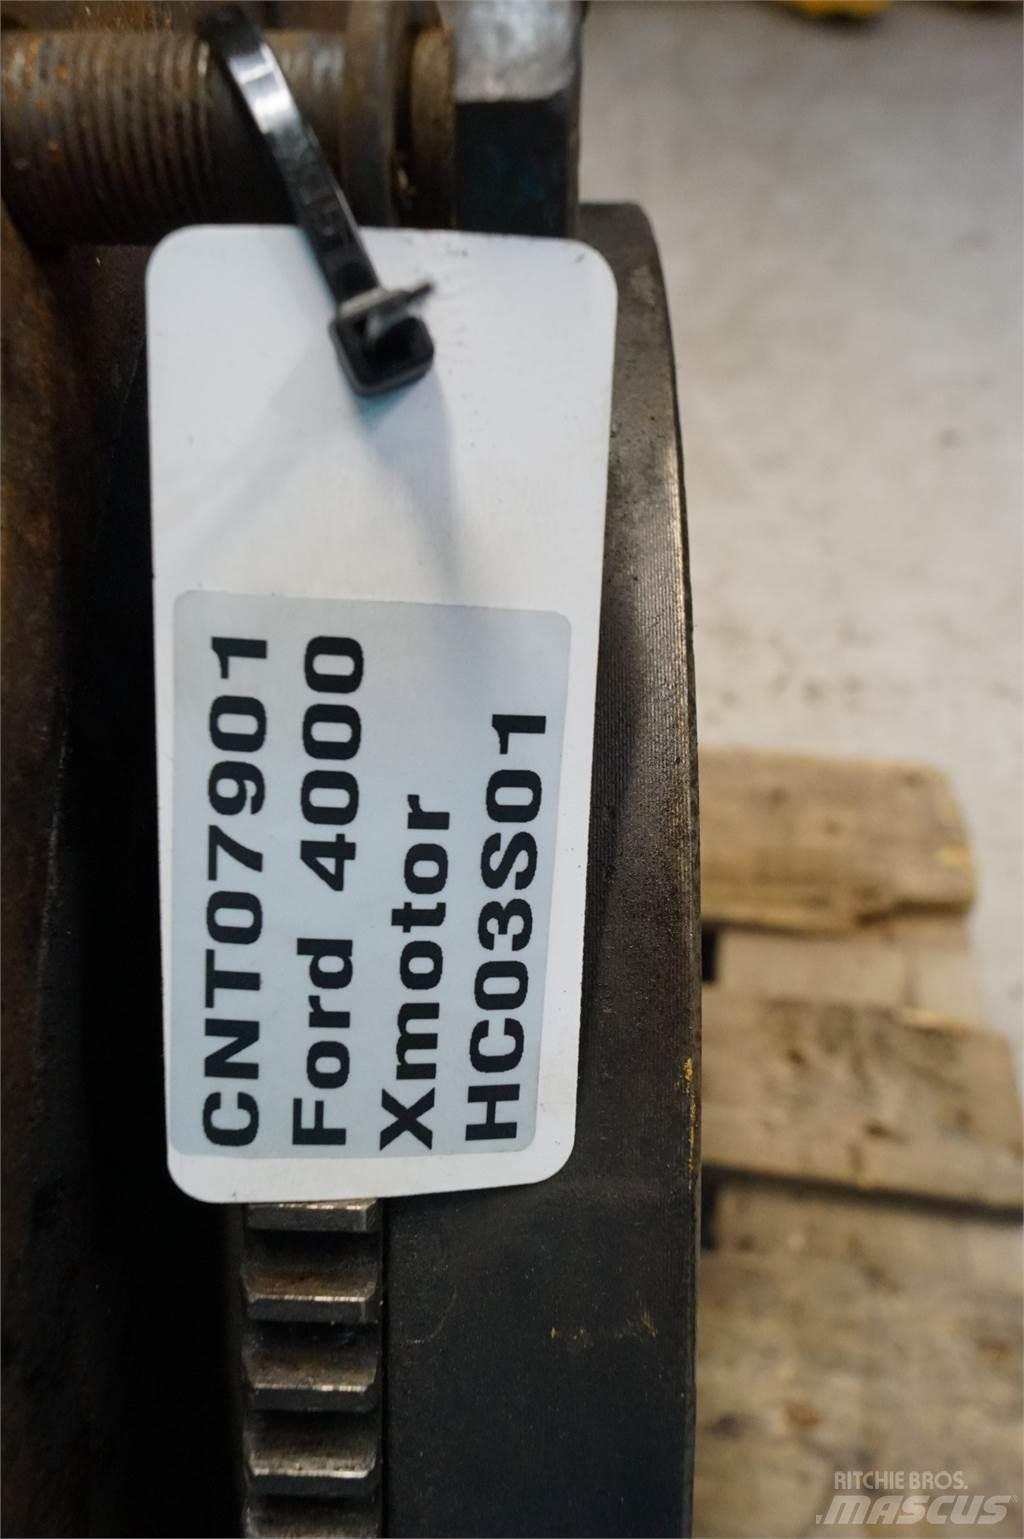 CNT07901
Ford 4000
Xmotor
HC03S01
RITCHIE BROS.
MASCUS